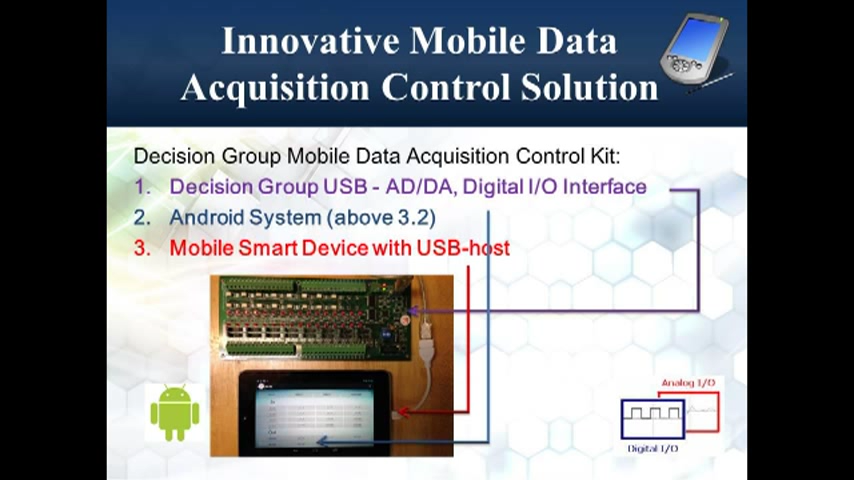 Innovative Mobile Data
Acquisition Control Solution
Decision Group Mobile Data Acquisition Control Kit:
1. Decision Group USB - AD/DA, Digital I/O Interface
2. Android System (above 3.2)
3. Mobile Smart Device with USB-host
Analog I/O
Digital I/O